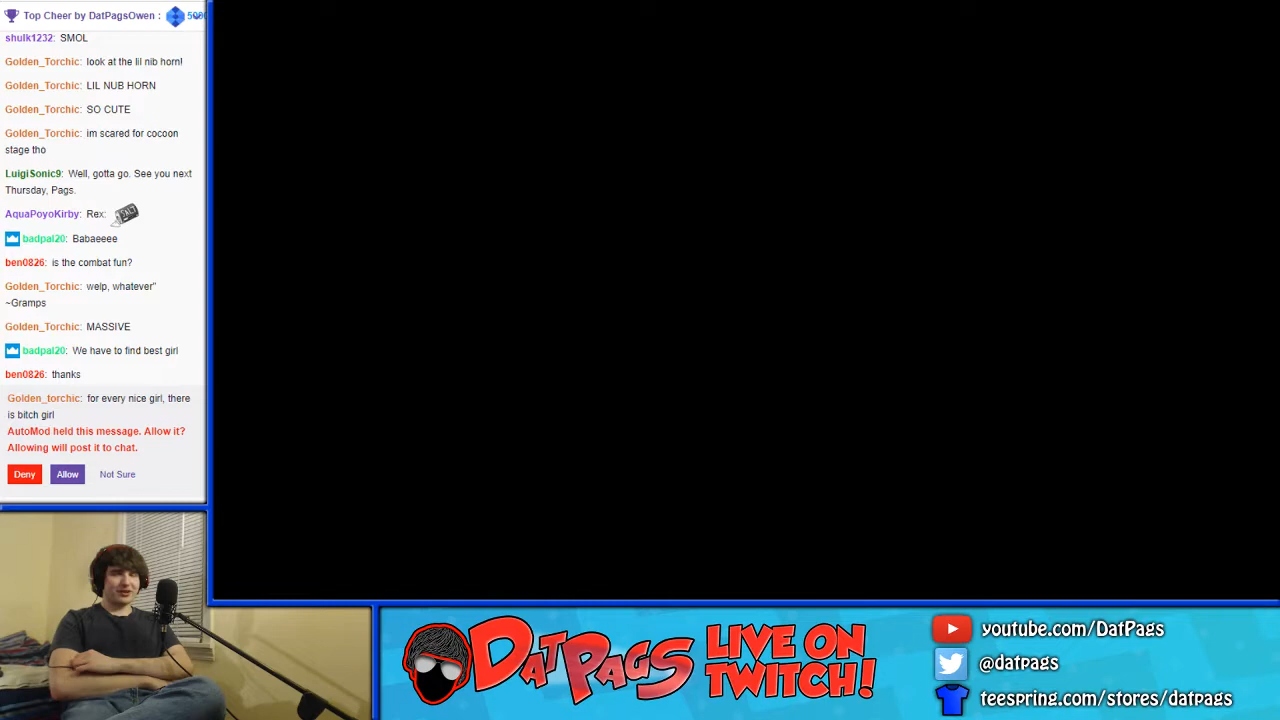 Top Cheer by DatPagsOwen :
shulk1232: SMOL
Golden_Torchic: look at the lil nib horn!
Golden_Torchic: LIL NUB HORN
Golden_Torchic: SO CUTE
Golden_Torchic: im scared for cocoon
stage tho
LuigiSonic9: Well, gotta go. See you next
Thursday, Pags.
AquaPoyoKirby: Rex: SALT
badpal20: Babaeeee
ben0826: is the combat fun?
Golden_Torchic: welp, whatever"
~Gramps
Golden_Torchic: MASSIVE
badpal20: We have to find best girl
ben0826: thanks
Golden_torchic: for every nice girl, there
is bitch girl
AutoMod held this message. Allow it?
Allowing will post it to chat.
Deny Allow Not Sure
DATPAGS LIVE ON
TWITCH!
youtube.com/DatPags
@datpags
teespring.com/stores/datpags